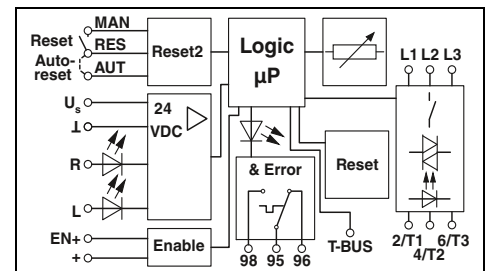 MAN
Reset
RES
Reset2
Auto-
reset
AUT
Logic
µP
L1 L2 L3
Us
24
VDC
⊥
R
L
& Error
Reset
EN+
Enable
+
98 95 96
T-BUS
2/T1 6/T3
4/T2